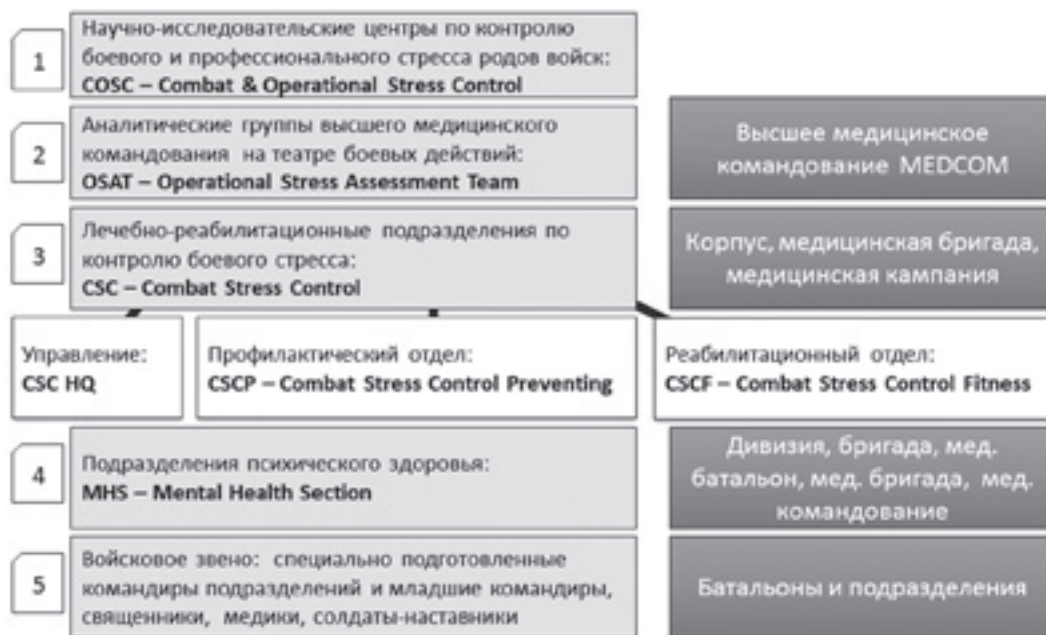 1
Научно-исследовательские центры по контролю
боевого и профессионального стресса родов войск:
COSC – Combat & Operational Stress Control
2
Аналитические группы высшего медицинского
командования на театре боевых действий:
OSAT – Operational Stress Assessment Team
Высшее медицинское
командование MEDCOM
3
Лечебно-реабилитационные подразделения по
контролю боевого стресса:
CSC – Combat Stress Control
Корпус, медицинская бригада,
медицинская кампания
Управление:
CSC HQ
Профилактический отдел:
CSCP – Combat Stress Control Preventing
Реабилитационный отдел:
CSCF – Combat Stress Control Fitness
4
Подразделения психического здоровья:
MHS – Mental Health Section
Дивизия, бригада, мед.
батальон, мед. бригада, мед.
командование
5
Войсковое звено: специально подготовленные
командиры подразделений и младшие командиры,
священники, медики, солдаты-наставники
Батальоны и подразделения